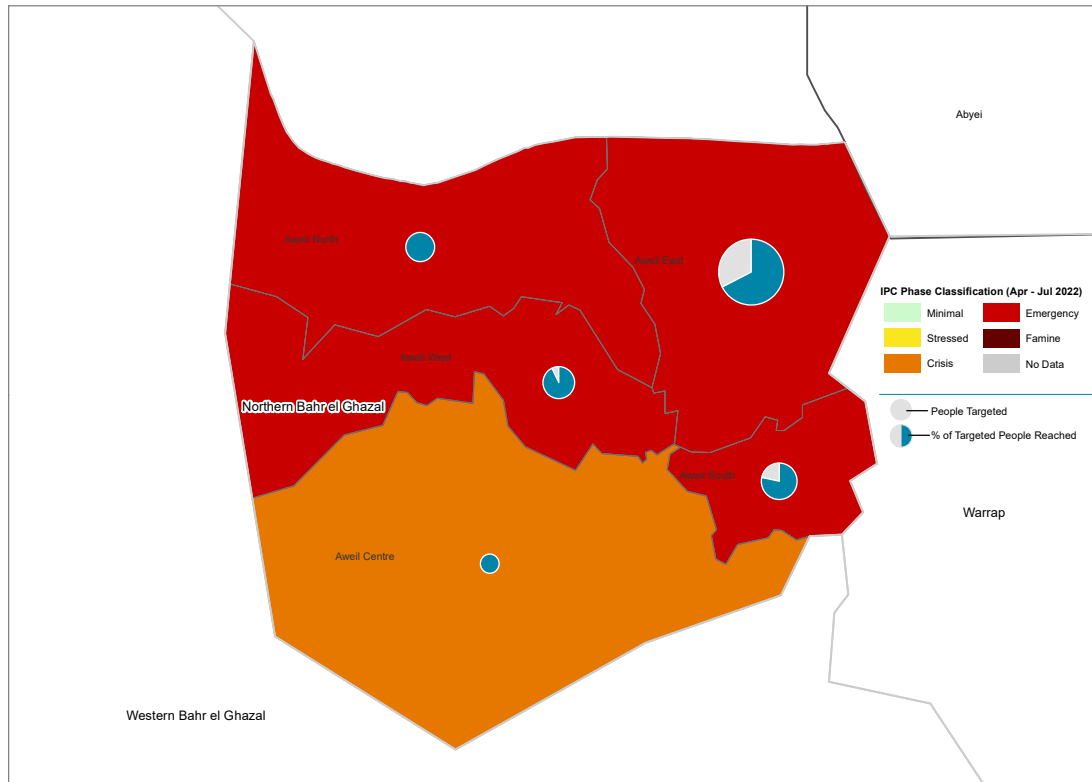 Abyei
Aweil North
Aweil East
IPC Phase Classification (Apr - Jul 2022)
Minimal
Emergency
Stressed
Famine
Crisis
No Data
Aweil West
Northern Bahr el Ghazal
People Targeted
% of Targeted People Reached
Aweil South
Warrap
Aweil Centre
Western Bahr el Ghazal